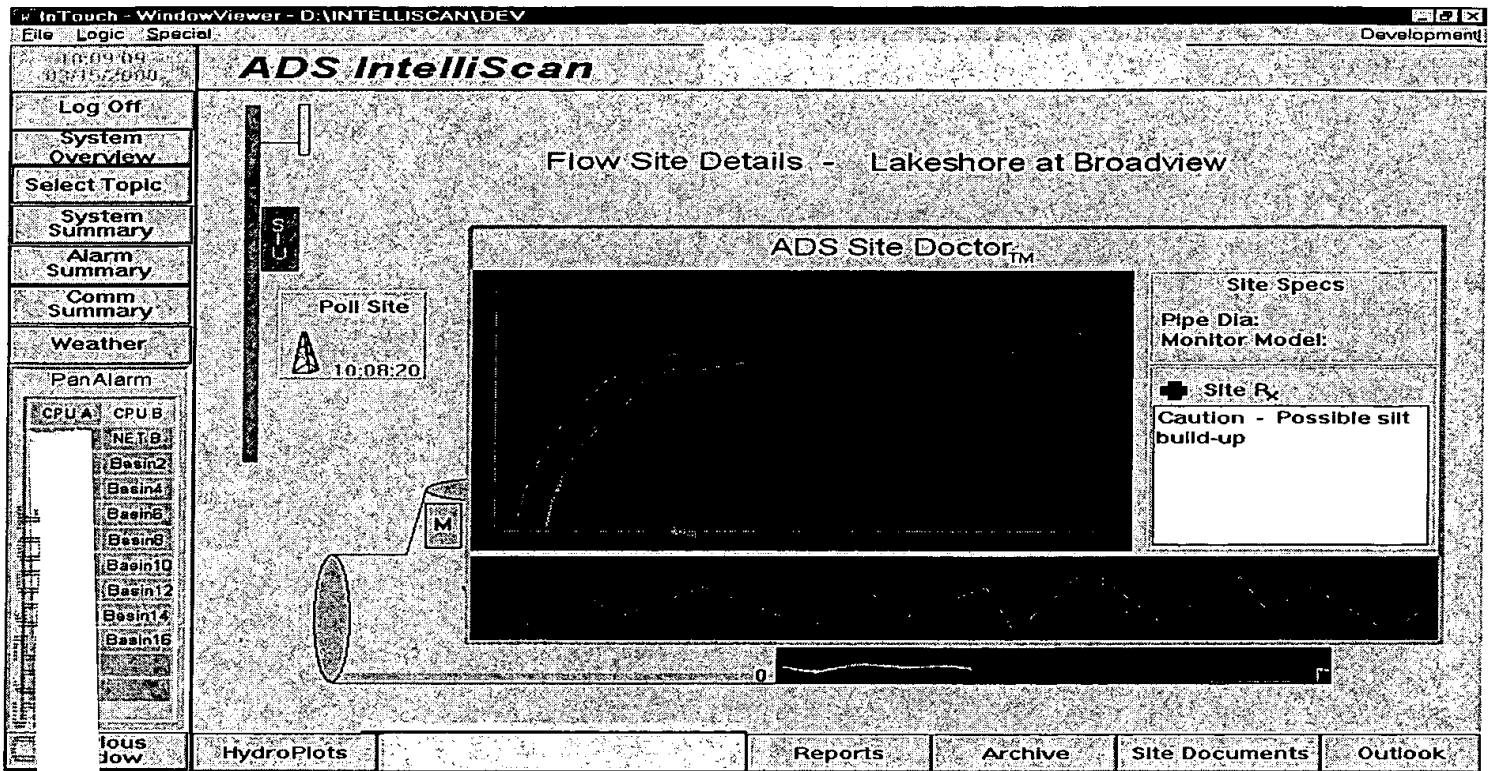 InTouch - WindowViewer - D:\INTELLISCAN\DEV
File Logic Special
Development!
10:09:09
03/15/2000
ADS IntelliScan
Log Off
System
Overview
Select Topic
System
Summary
Alarm
Summary
Comm
Summary
Weather
PanAlarm
CPU A CPU B
NET B
Basin2
Basin4
Basin6
Basin8
Basin10
Basin12
Basin14
Basin16
Flow Site Details - Lakeshore at Broadview
S
T
U
Poll Site
10:08:20
M
ADS Site Doctor TM
Site Specs
Pipe Dia:
Monitor Model:
Site Rx
Caution - Possible silt
build-up
0
HydroPlots
Reports
Archive
Site Documents
Outlook